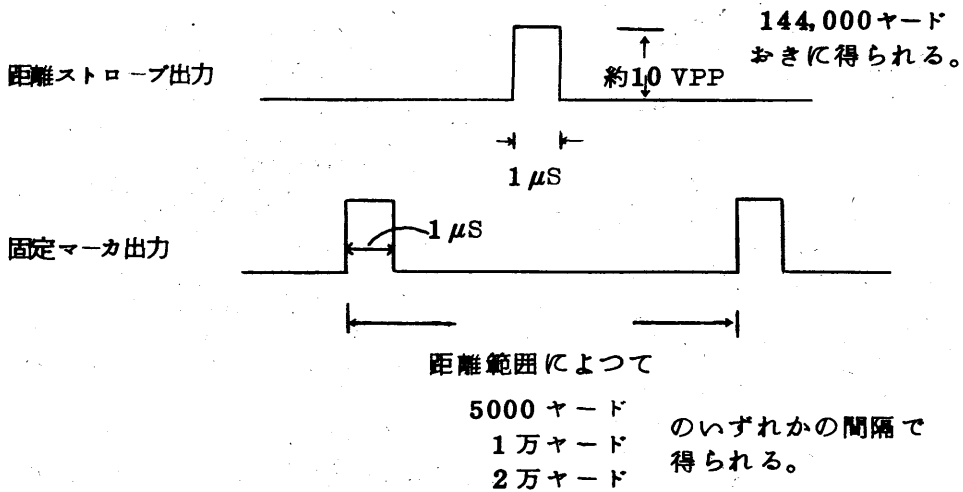 144,000ヤード
おきに得られる。
距離ストローブ出力
約10 VPP
1 μS
固定マーカ出力
1 μS
距離範囲によつて
5000 ヤード
1 万ヤード
2 万ヤード
のいずれかの間隔で
得られる。